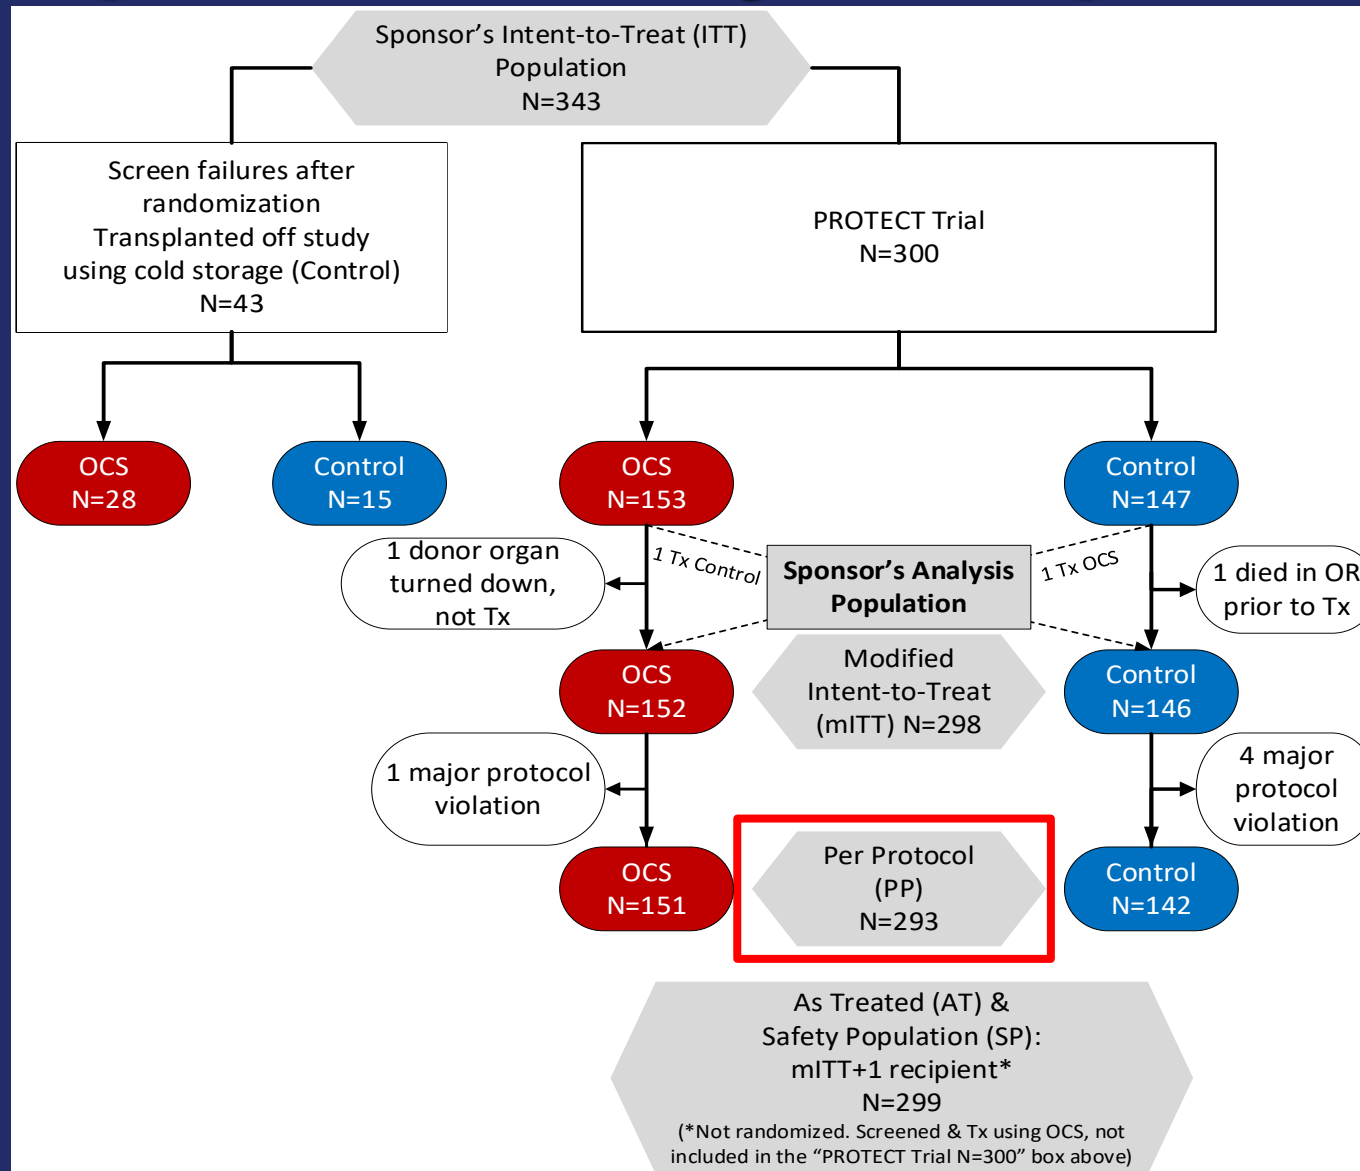 Sponsor's Intent-to-Treat (ITT)
Population
N=343
Screen failures after
randomization
Transplanted off study
using cold storage (Control)
N=43
PROTECT Trial
N=300
OCS
N=28
Control
N=15
OCS
N=153
Control
N=147
1 donor organ
turned down,
not Tx
1 Tx Control
Sponsor's Analysis
Population
1 Tx OCS
1 died in OR
prior to Tx
OCS
N=152
Modified
Intent-to-Treat
(mITT) N=298
Control
N=146
1 major protocol
violation
4 major
protocol
violation
OCS
N=151
Per Protocol
(PP)
N=293
Control
N=142
As Treated (AT) &
Safety Population (SP):
mITT+1 recipient*
N=299
(*Not randomized. Screened & Tx using OCS, not
included in the "PROTECT Trial N=300" box above)